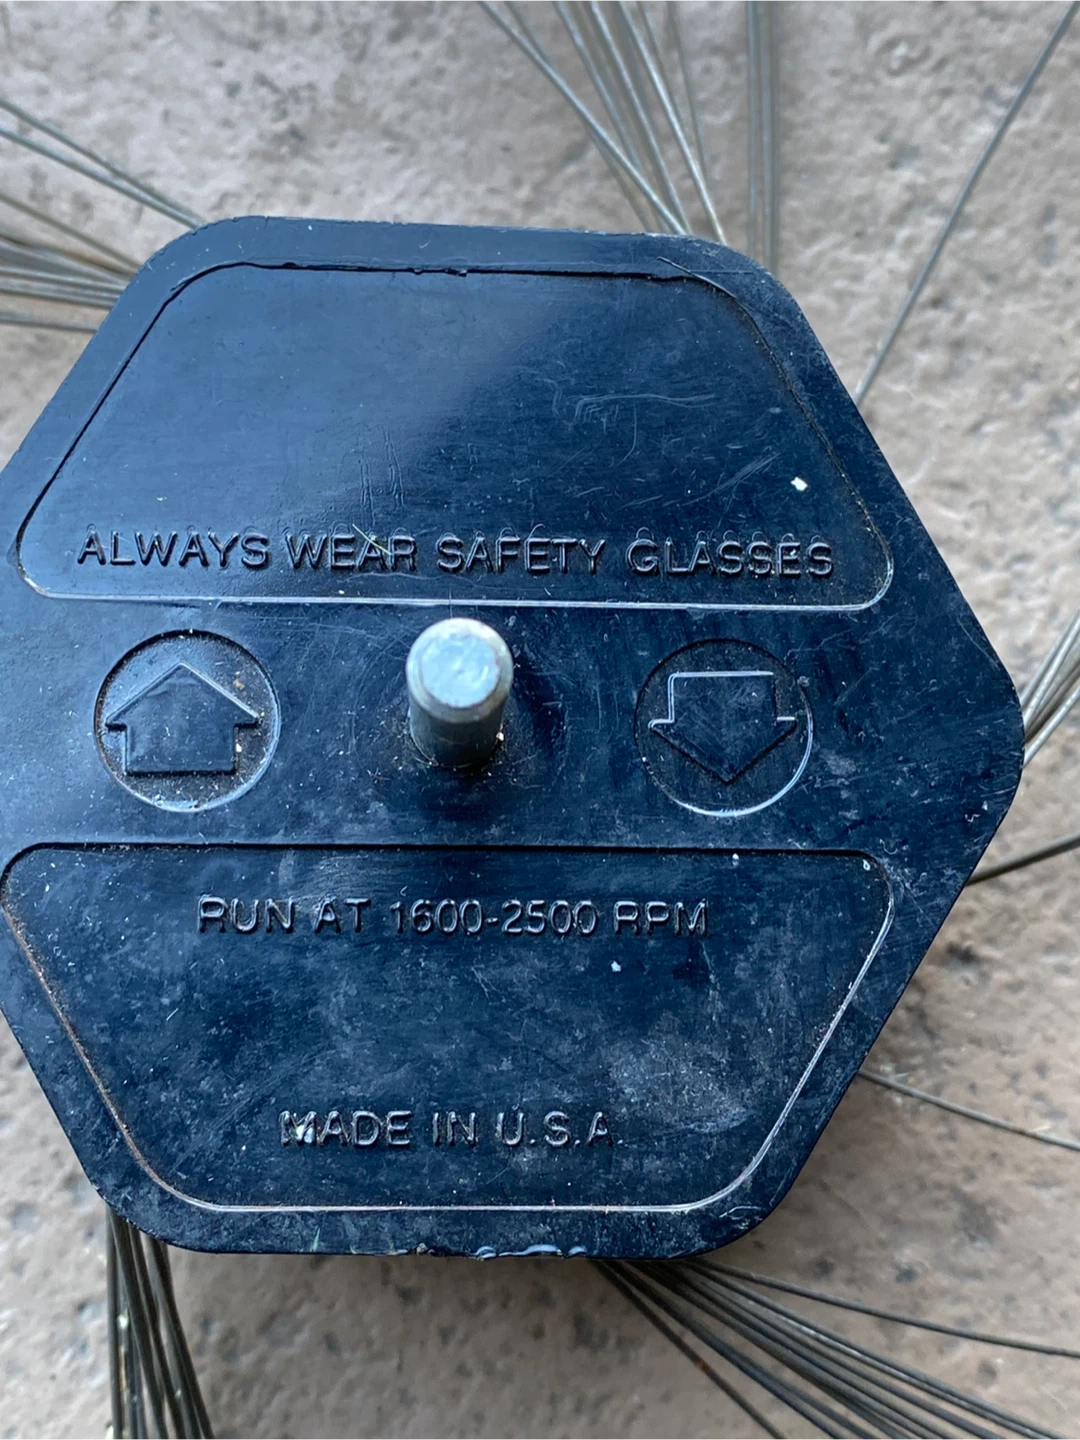 ALWAYS WEAR SAFETY GLASSES
RUN AT 1600-2500 RPM
MADE IN U.S.A.